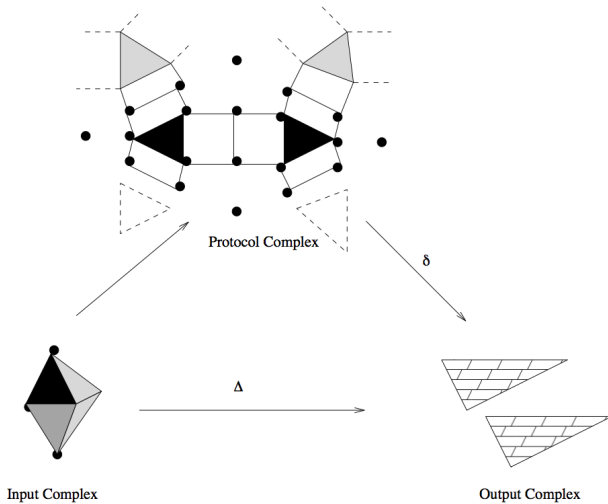 Protocol Complex
δ
Δ
Input Complex
Output Complex